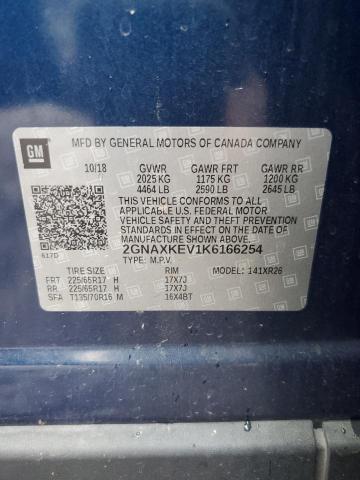 GM
MFD BY GENERAL MOTORS OF CANADA COMPANY
10/18 GVWR GAWR FRT GAWR RR
2025 KG 1175 KG 1200 KG
4464 LB 2590 LB 2645 LB
THIS VEHICLE CONFORMS TO ALL
APPLICABLE U.S. FEDERAL MOTOR
VEHICLE SAFETY AND THEFT PREVENTION
STANDARDS IN EFFECT ON THE DATE OF
MANUFACTURE SHOWN ABOVE.
617D 2GNAXKEV1K6166254
TYPE: M.P.V.
TIRE SIZE RIM MODEL: 1XR26
FRT 225/65R17 H 17X7J
RR 225/65R17 H 17X7J
SFA T135/70R16 M 16X4BT